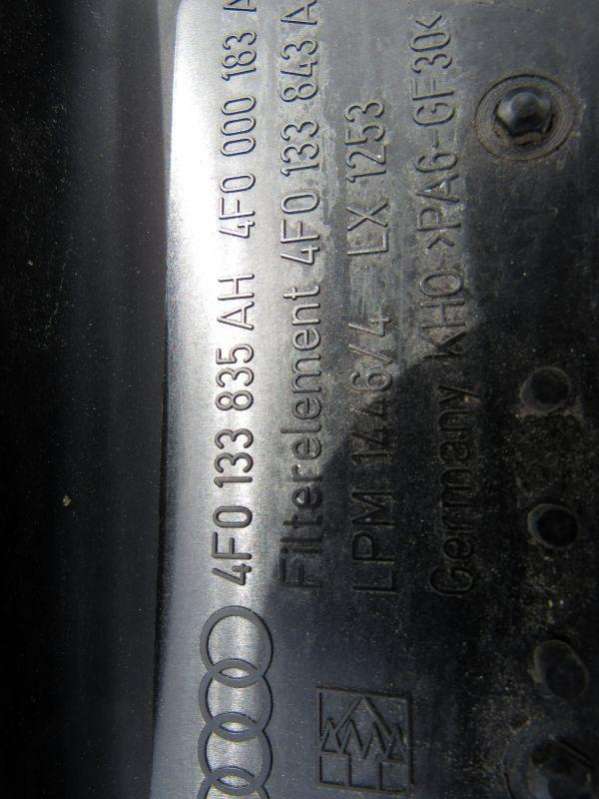 4F0 133 835 AH 4F0 000 183 A
Filterelement 4F0 133 843 A
LPM 1446/4 LX 1253
Germany KHO >PA6-GF30<